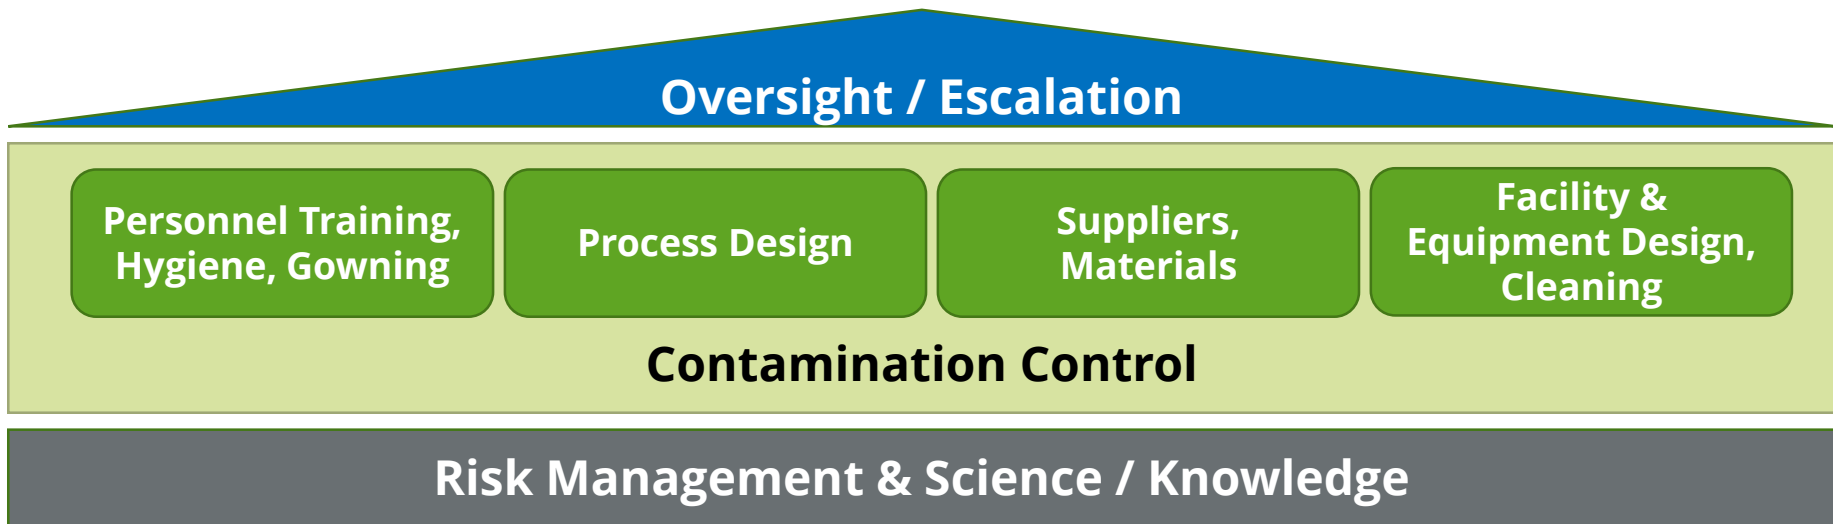 Oversight / Escalation
Personnel Training,
Hygiene, Gowning
Process Design
Suppliers,
Materials
Facility &
Equipment Design,
Cleaning
Contamination Control
Risk Management & Science / Knowledge